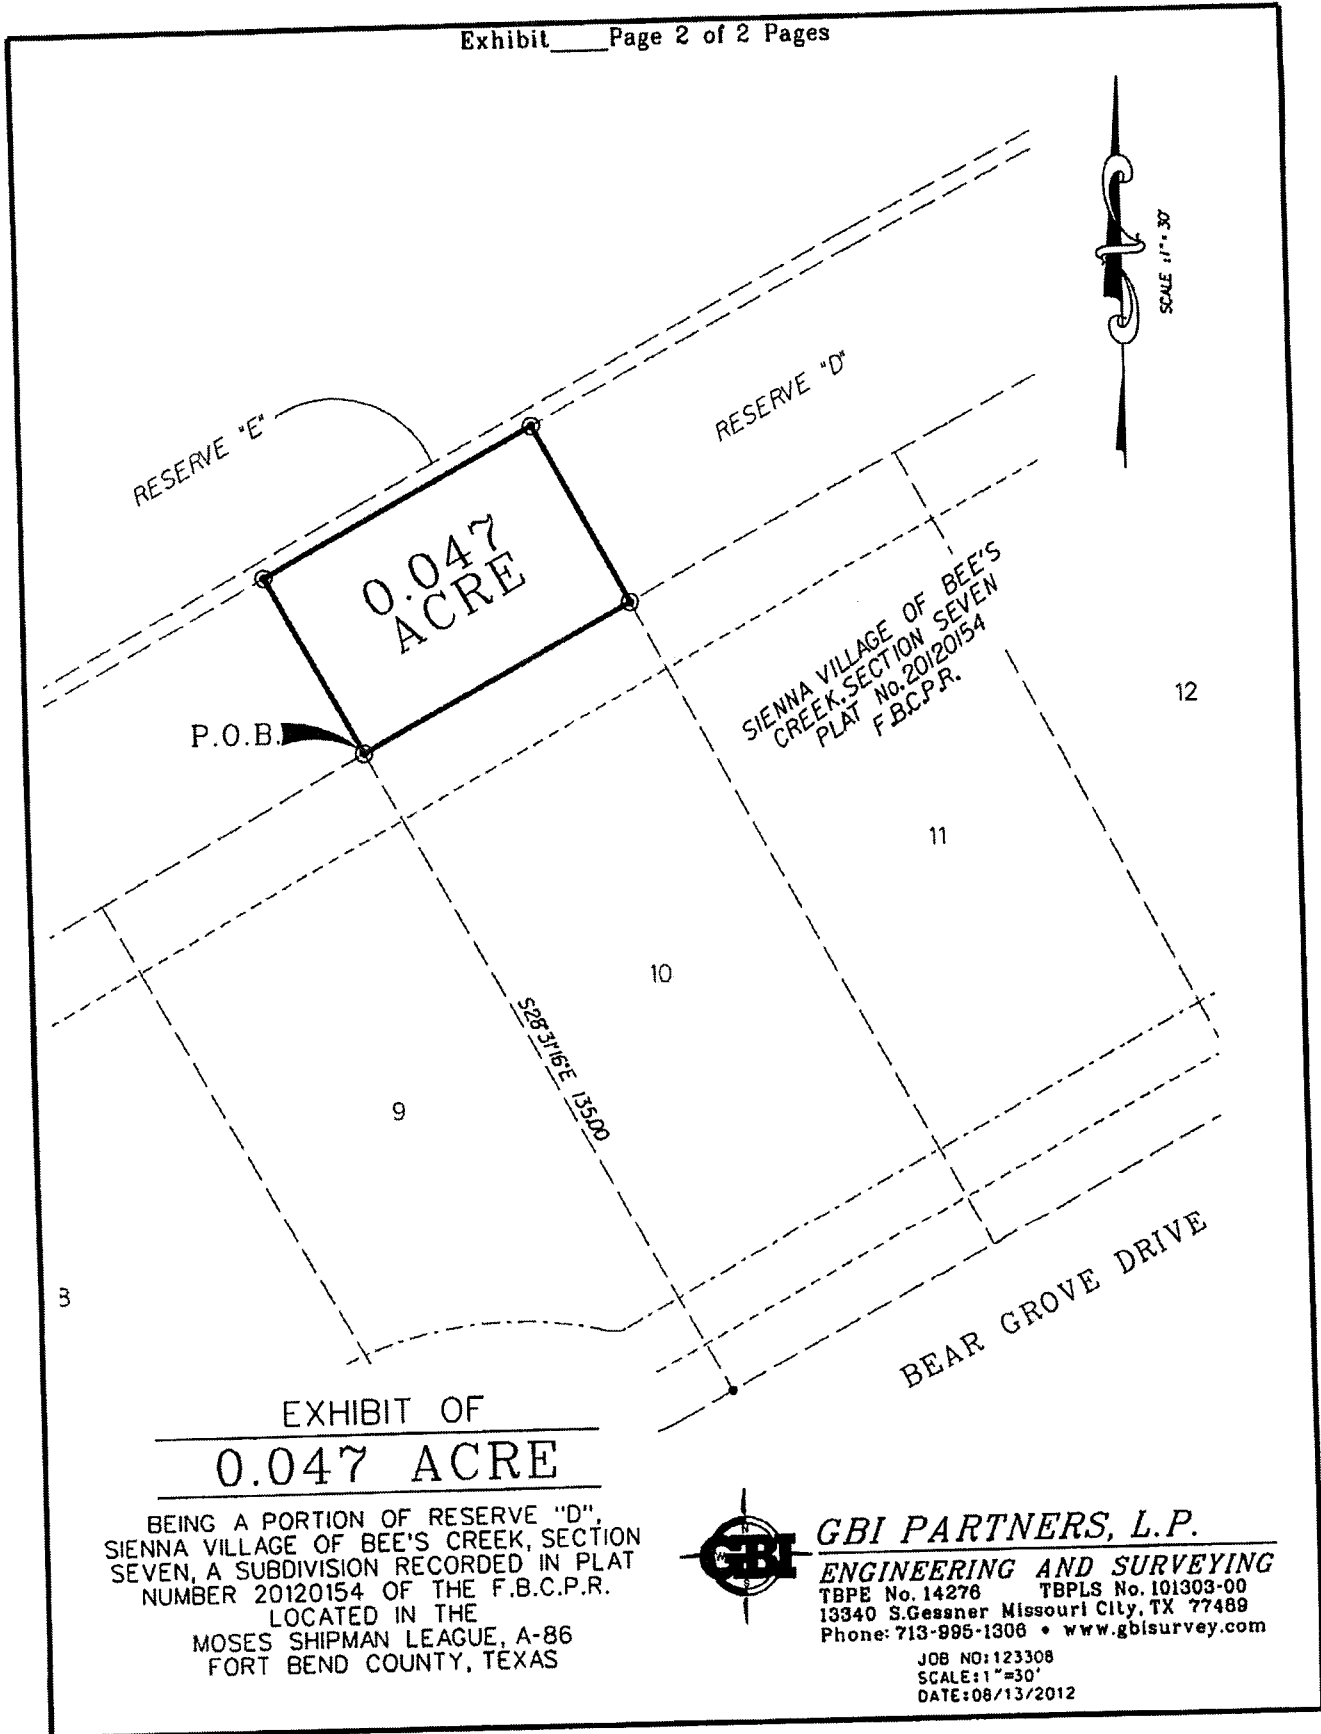 Exhibit____Page 2 of 2 Pages
SCALE : 1" = 30'
RESERVE "D"
RESERVE "E"
0.047
ACRE
SIENNA VILLAGE OF BEE'S
CREEK, SECTION SEVEN
PLAT No. 20120154
F.B.C.P.R.
P.O.B.
12
11
10
S28°31'16"E 135.00
9
8
BEAR GROVE DRIVE
EXHIBIT OF
0.047 ACRE
BEING A PORTION OF RESERVE "D",
SIENNA VILLAGE OF BEE'S CREEK, SECTION
SEVEN, A SUBDIVISION RECORDED IN PLAT
NUMBER 20120154 OF THE F.B.C.P.R.
LOCATED IN THE
MOSES SHIPMAN LEAGUE, A-86
FORT BEND COUNTY, TEXAS
N
W
S
GBI
GBI PARTNERS, L.P.
ENGINEERING AND SURVEYING
TBPE No. 14276 TBPLS No. 101303-00
13340 S.Gessner Missouri City, TX 77489
Phone: 713-995-1306 • www.gbisurvey.com
JOB NO: 123308
SCALE: 1"=30'
DATE: 08/13/2012